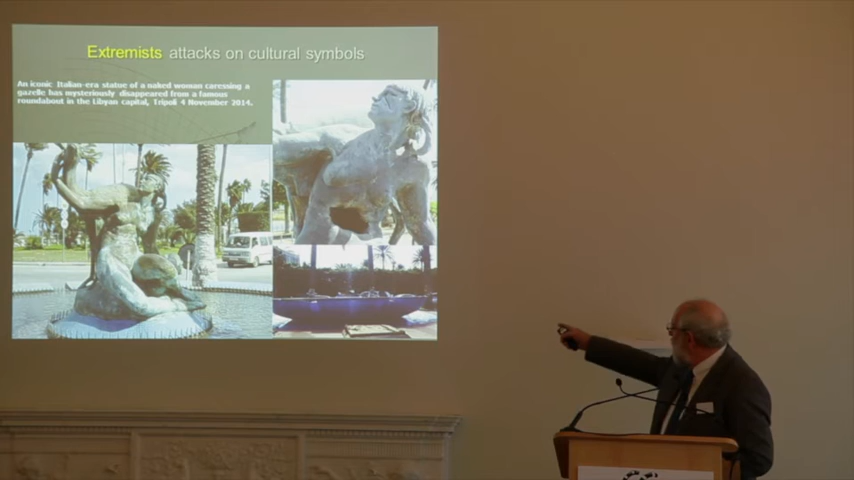 Extremists attacks on cultural symbols
An iconic Italian-era statue of a naked woman caressing a
gazelle has mysteriously disappeared from a famous
roundabout in the Libyan capital, Tripoli 4 November 2014.